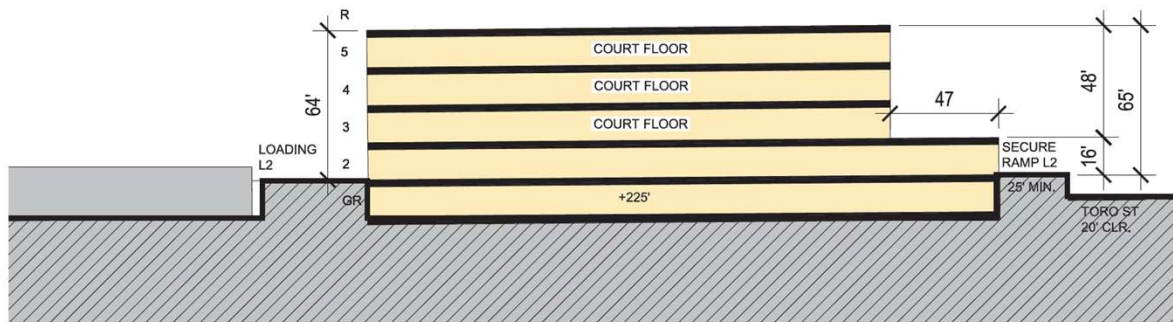 R
5
COURT FLOOR
4
COURT FLOOR
3
COURT FLOOR
2
GR
+225'
64'
LOADING
L2
47
SECURE
RAMP L2
25' MIN.
TORO ST
20' CLR.
48'
16'
65'